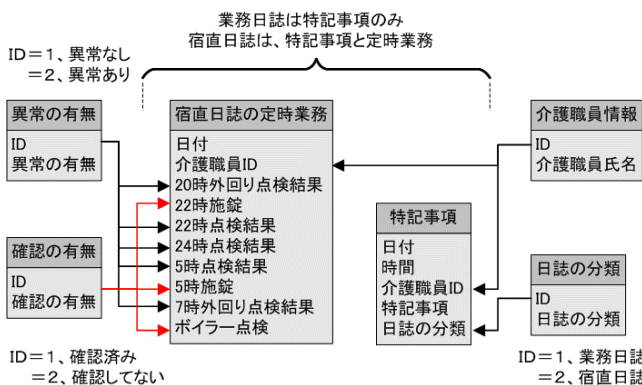 業務日誌は特記事項のみ
宿直日誌は、特記事項と定時業務
ID＝1、異常なし
＝2、異常あり
異常の有無
ID
異常の有無
確認の有無
ID
確認の有無
ID＝1、確認済み
＝2、確認してない
宿直日誌の定時業務
日付
介護職員ID
20時外回り点検結果
22時施錠
22時点検結果
24時点検結果
5時点検結果
5時施錠
7時外回り点検結果
ボイラー点検
特記事項
日付
時間
介護職員ID
特記事項
日誌の分類
介護職員情報
ID
介護職員氏名
日誌の分類
ID
日誌の分類
ID＝1、業務日誌
＝2、宿直日誌